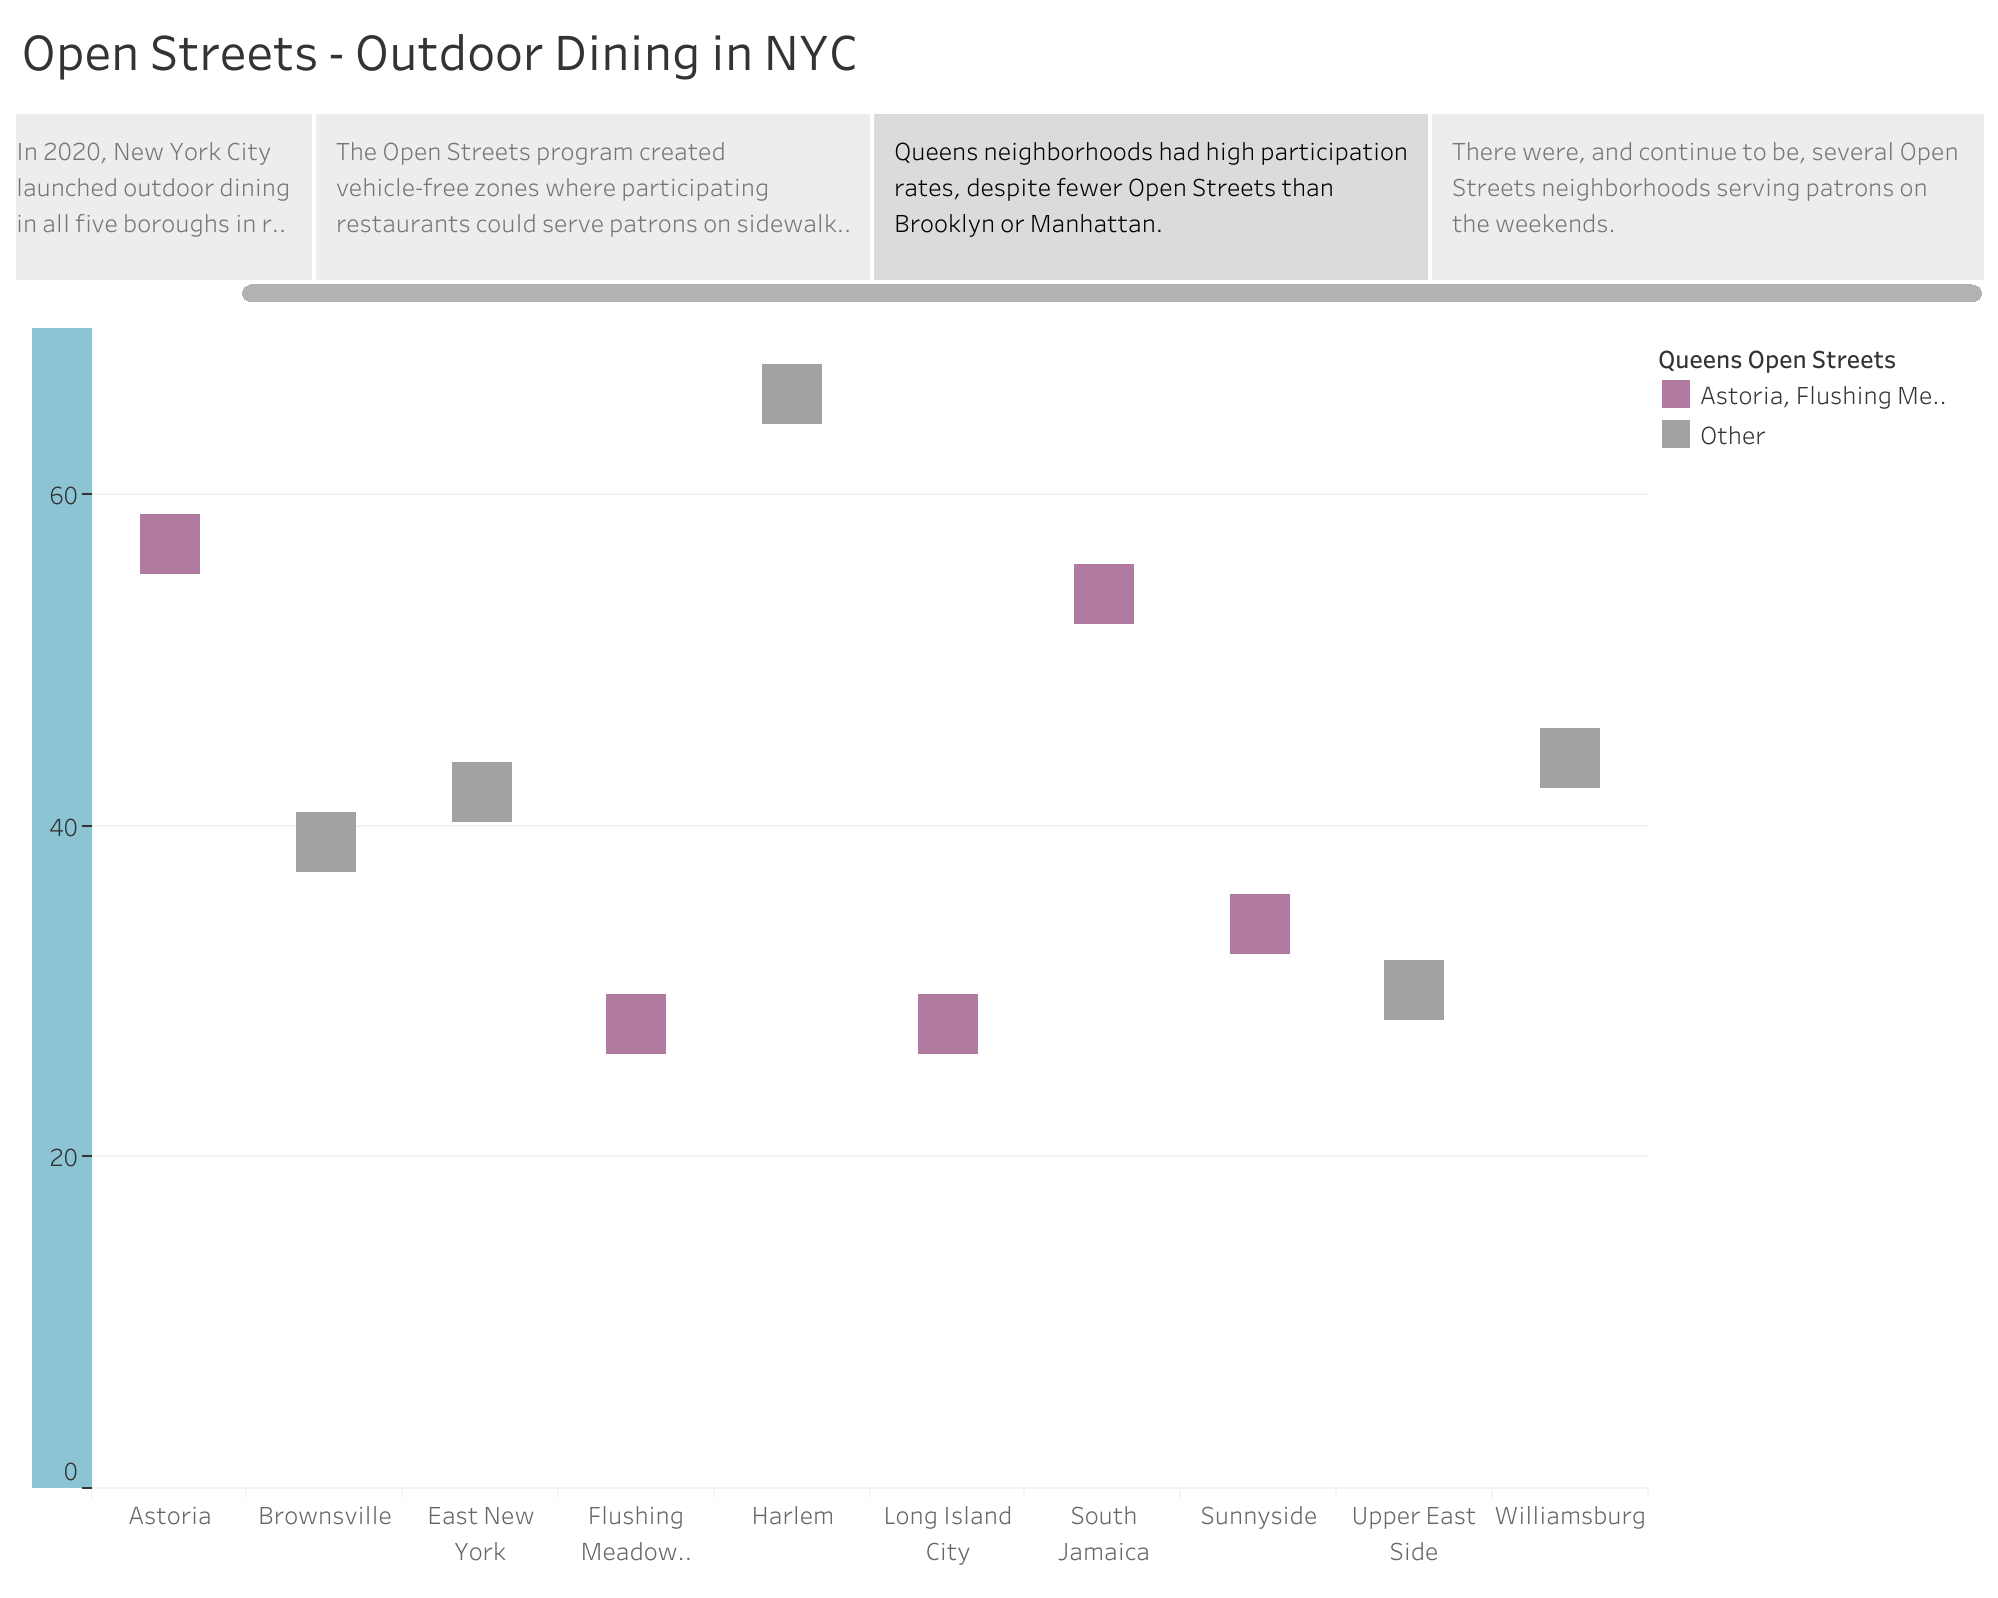 Open Streets - Outdoor Dining in NYC
In 2020, New York City
launched outdoor dining
in all five boroughs in r..
The Open Streets program created
vehicle-free zones where participating
restaurants could serve patrons on sidewalk..
Queens neighborhoods had high participation
rates, despite fewer Open Streets than
Brooklyn or Manhattan.
There were, and continue to be, several Open
Streets neighborhoods serving patrons on
the weekends.
Queens Open Streets
Astoria, Flushing Me..
Other
60
40
20
0
Astoria
Brownsville
East New
York
Flushing
Meadow..
Harlem
Long Island
City
South
Jamaica
Sunnyside
Upper East
Side
Williamsburg